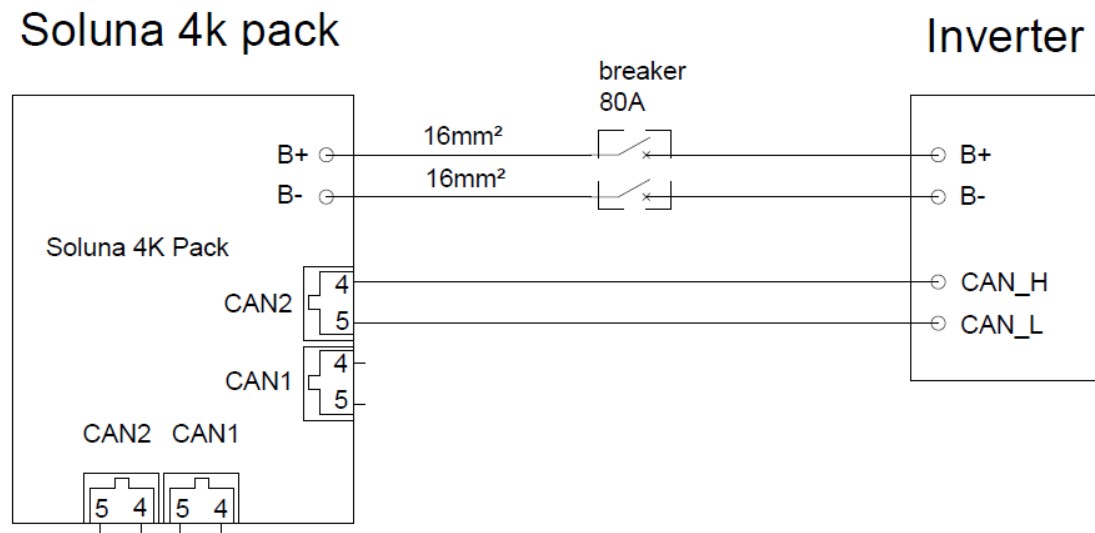 Soluna 4k pack
Inverter
breaker
80A
16mm²
B+
B+
16mm²
B-
B-
Soluna 4K Pack
CAN2
4
CAN_H
5
CAN_L
CAN1
4
5
CAN2 CAN1
5 4 5 4